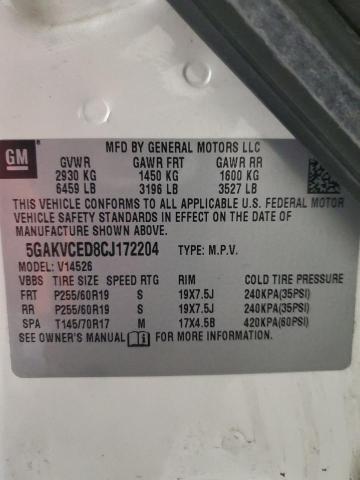 GM
MFD BY GENERAL MOTORS LLC
GVWR GAWR FRT GAWR RR
2930 KG 1450 KG 1600 KG
6459 LB 3196 LB 3527 LB
THIS VEHICLE CONFORMS TO ALL APPLICABLE U.S. FEDERAL MOTOR
VEHICLE SAFETY AND THEFT PREVENTION STANDARDS
IN EFFECT ON THE DATE OF
MANUFACTURE SHOWN ABOVE.
5GAKVCED8CJ172204 TYPE: M.P.V.
MODEL: V14526
VBBS TIRE SIZE SPEED RTG RIM COLD TIRE PRESSURE
FRT P255/60R19 S 19X7.5J 240KPA(35PSI)
RR P255/60R19 S 19X7.5J 240KPA(35PSI)
SPA T145/70R17 M 17X4.5B 420KPA(60PSI)
SEE OWNER'S MANUAL FOR MORE INFORMATION.